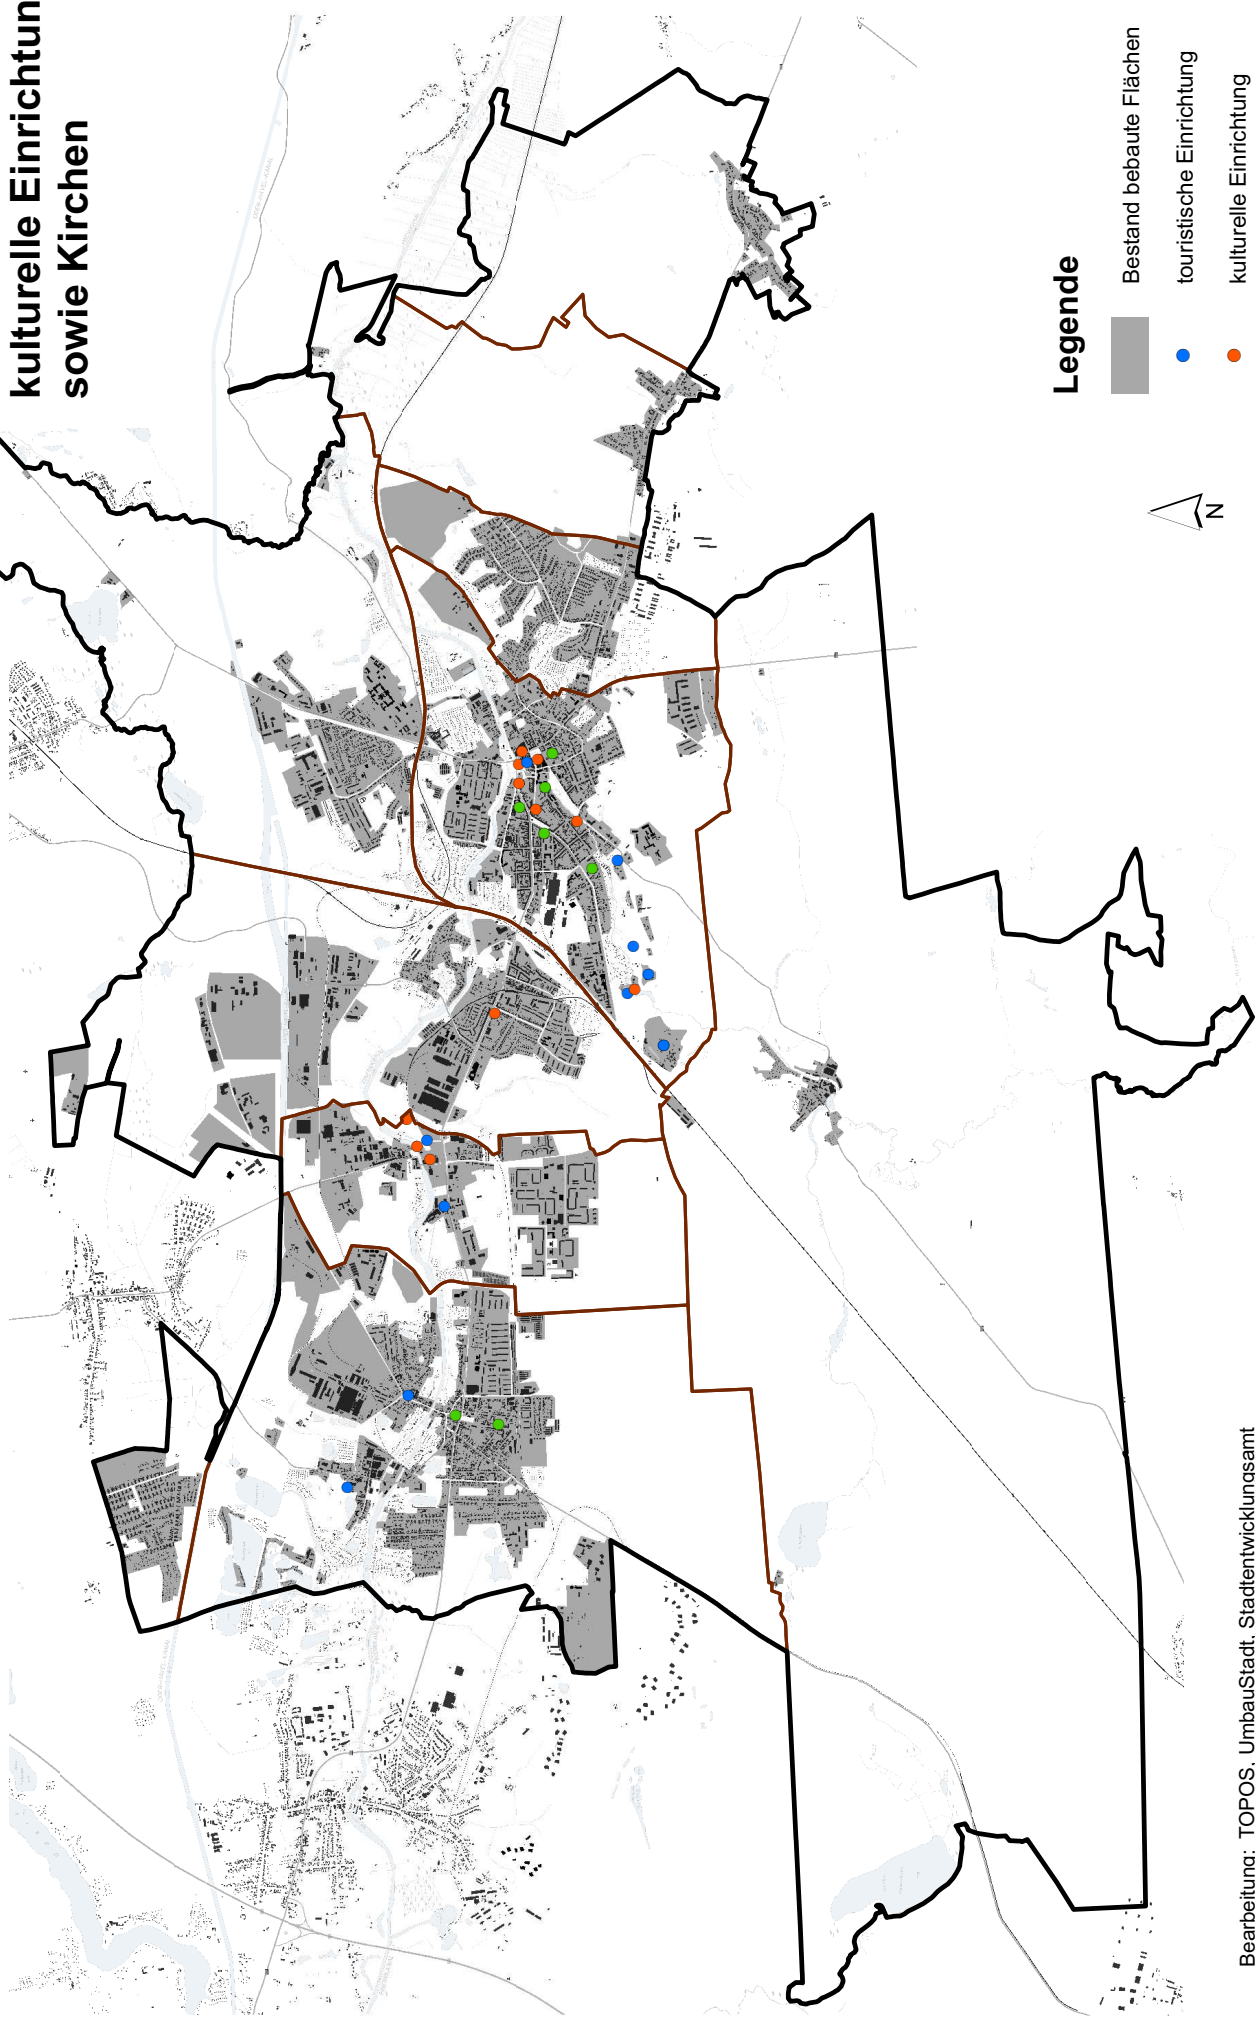 kulturelle Einrichtun
sowie Kirchen
Legende
Bestand bebaute Flächen
touristische Einrichtung
kulturelle Einrichtung
N
Bearbeitung: TOPOS, UmbauStadt, Stadtentwicklungsamt